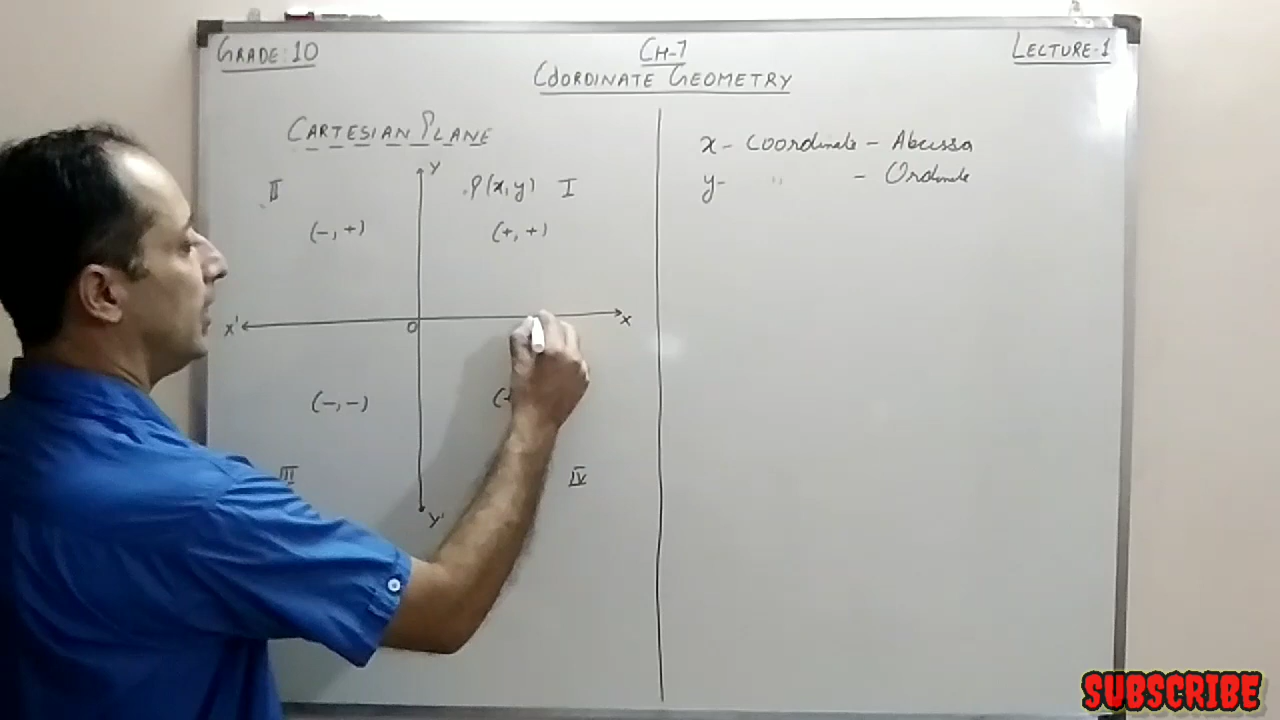 GRADE:10
CH-7
LECTURE-1
COORDINATE GEOMETRY
CARTESIAN PLANE
Y
II
P(x,y) I
(-,+)
(+,+)
X'
O
X
(-,-)
III
IV
Y'
x- Coordinate - Abcissa
y- " - Ordinate
SUBSCRIBE